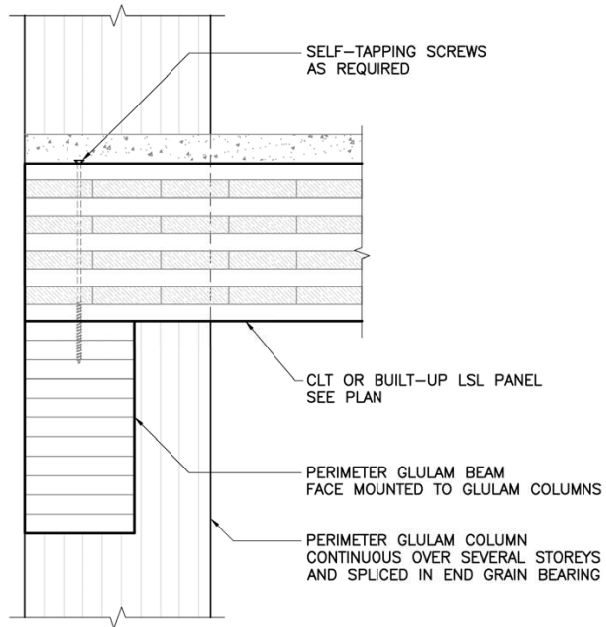 SELF-TAPPING SCREWS
AS REQUIRED
CLT OR BUILT-UP LSL PANEL
SEE PLAN
PERIMETER GLULAM BEAM
FACE MOUNTED TO GLULAM COLUMNS
PERIMETER GLULAM COLUMN
CONTINUOUS OVER SEVERAL STOREYS
AND SPLICED IN END GRAIN BEARING